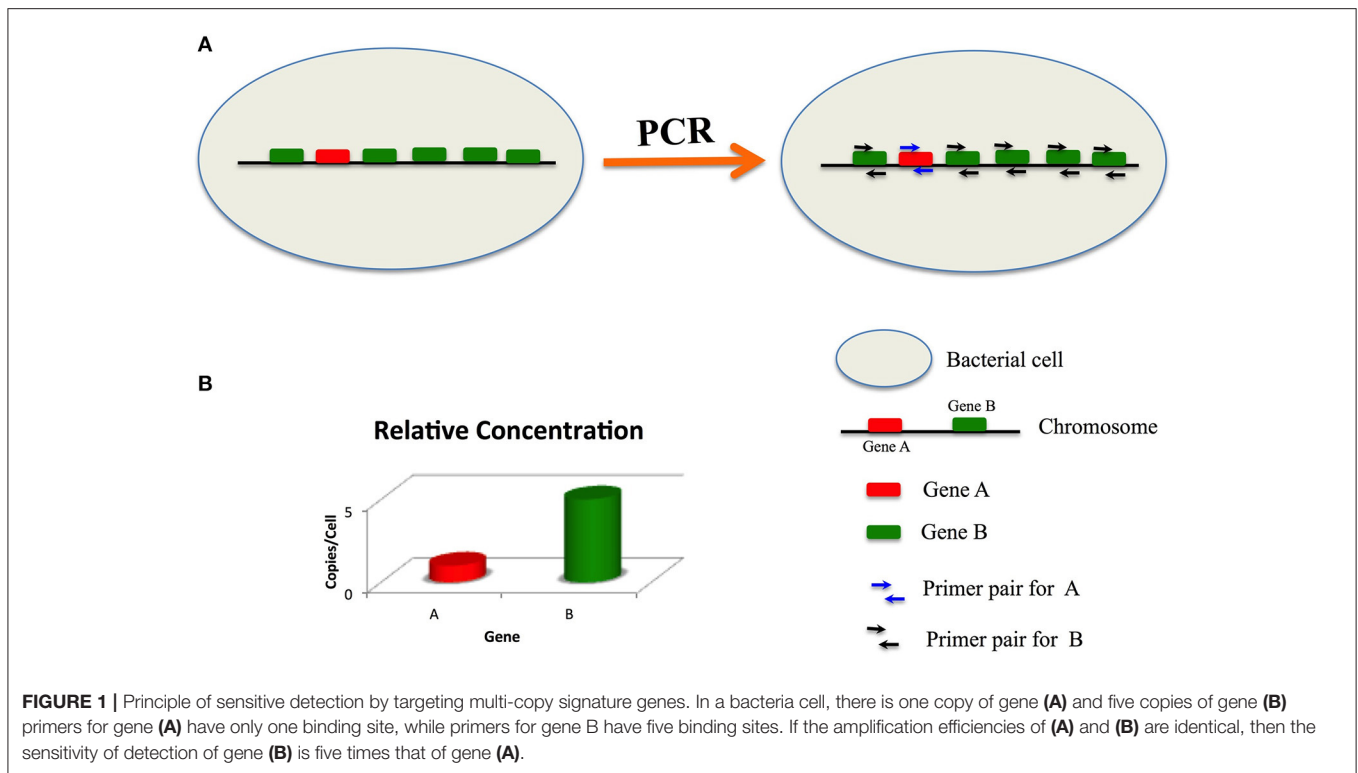 A
PCR
B
Relative Concentration
Copies/Cell
5
0
A
B
Gene
Bacterial cell
Gene B
Chromosome
Gene A
Gene A
Gene B
Primer pair for A
Primer pair for B
FIGURE 1 | Principle of sensitive detection by targeting multi-copy signature genes. In a bacteria cell, there is one copy of gene (A) and five copies of gene (B)
primers for gene (A) have only one binding site, while primers for gene B have five binding sites. If the amplification efficiencies of (A) and (B) are identical, then the
sensitivity of detection of gene (B) is five times that of gene (A).